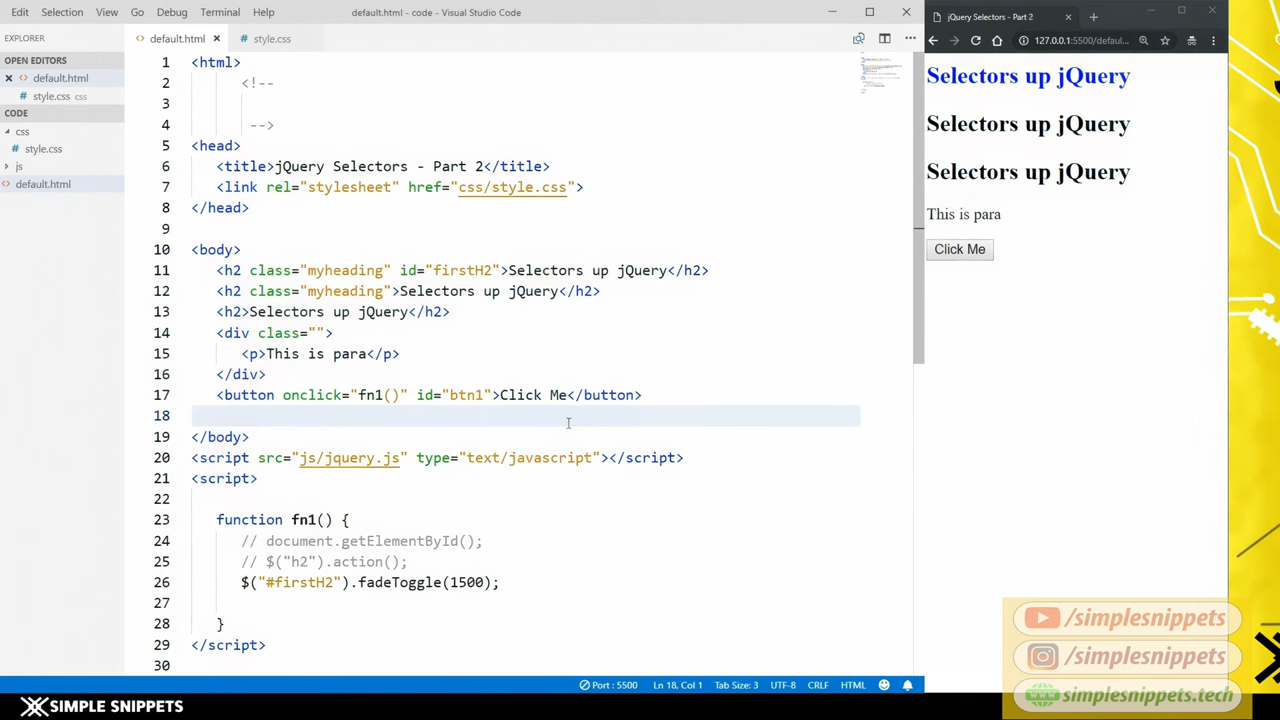 Edit View Go Debug Terminal Help
default.html - code - Visual Studio Code
EXPLORER
OPEN EDITORS
default.html
style.css css
CODE
css
style.css
js
default.html
default.html
style.css
1 <html>
2 <!--
3
4 -->
5 <head>
6 <title>jQuery Selectors - Part 2</title>
7 <link rel="stylesheet" href="css/style.css">
8 </head>
9
10 <body>
11 <h2 class="myheading" id="firstH2">Selectors up jQuery</h2>
12 <h2 class="myheading">Selectors up jQuery</h2>
13 <h2>Selectors up jQuery</h2>
14 <div class="">
15 <p>This is para</p>
16 </div>
17 <button onclick="fn1()" id="btn1">Click Me</button>
18
19 </body>
20 <script src="js/jquery.js" type="text/javascript"></script>
21 <script>
22
23 function fn1() {
24 // document.getElementById();
25 // $("h2").action();
26 $("#firstH2").fadeToggle(1500);
27
28 }
29 </script>
30
Port : 5500 Ln 18, Col 1 Tab Size: 3 UTF-8 CRLF HTML
jQuery Selectors - Part 2
127.0.0.1:5500/defau...
Selectors up jQuery
Selectors up jQuery
Selectors up jQuery
This is para
Click Me
/simplesnippets
/simplesnippets
simplesnippets.tech
SIMPLE SNIPPETS